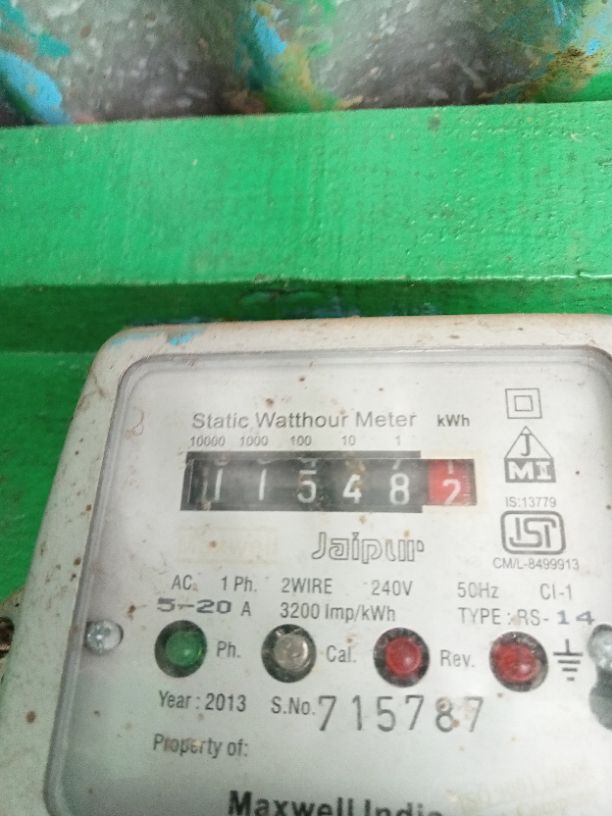 Static Watthour Meter kWh
10000 1000 100 10 1
1 1 5 4 8 2
Jaipur
J
MI
IS:13779
ISI
CM/L-8499913
AC. 1 Ph. 2WIRE 240V 50Hz Cl-1
5-20 A 3200 Imp/kWh TYPE : RS-14
Ph. Cal. Rev.
Year : 2013 S.No. 715787
Property of:
Maxwell India